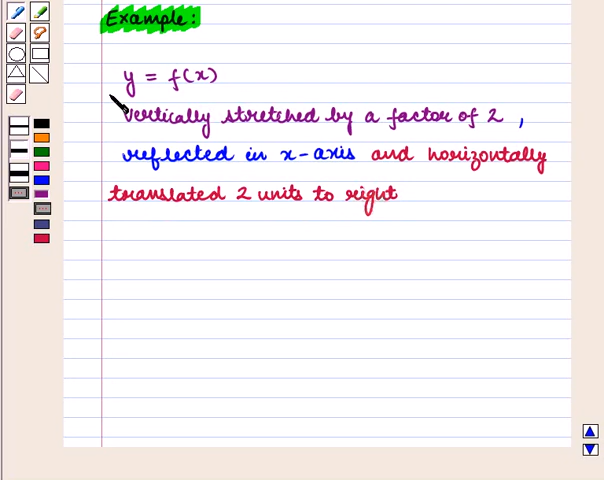 Example:
y = f(x)
Vertically stretched by a factor of 2 ,
reflected in x-axis and horizontally
translated 2 units to right